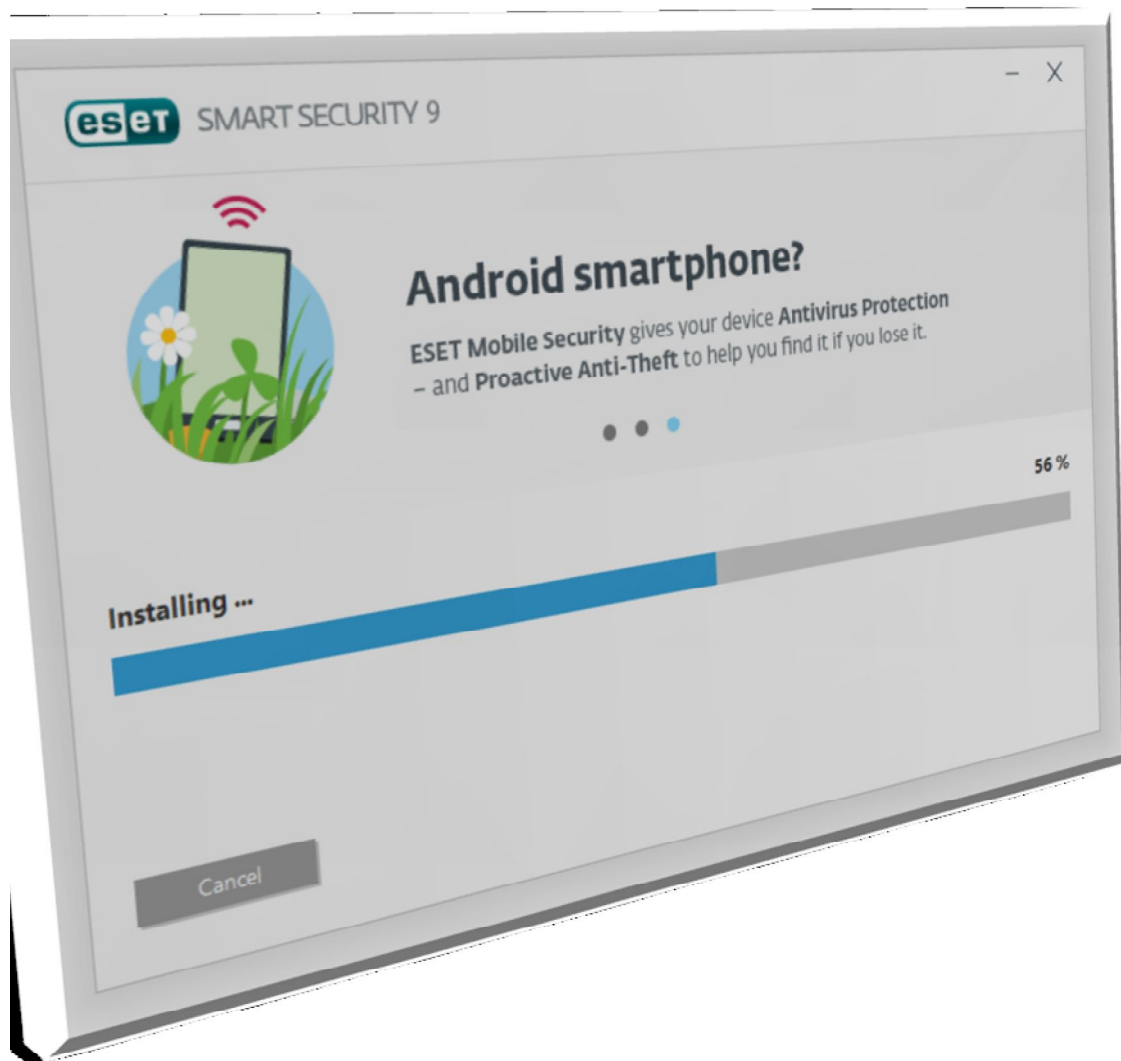 eset SMART SECURITY 9
Android smartphone?
ESET Mobile Security gives your device Antivirus Protection
– and Proactive Anti-Theft to help you find it if you lose it.
56 %
Installing ...
Cancel